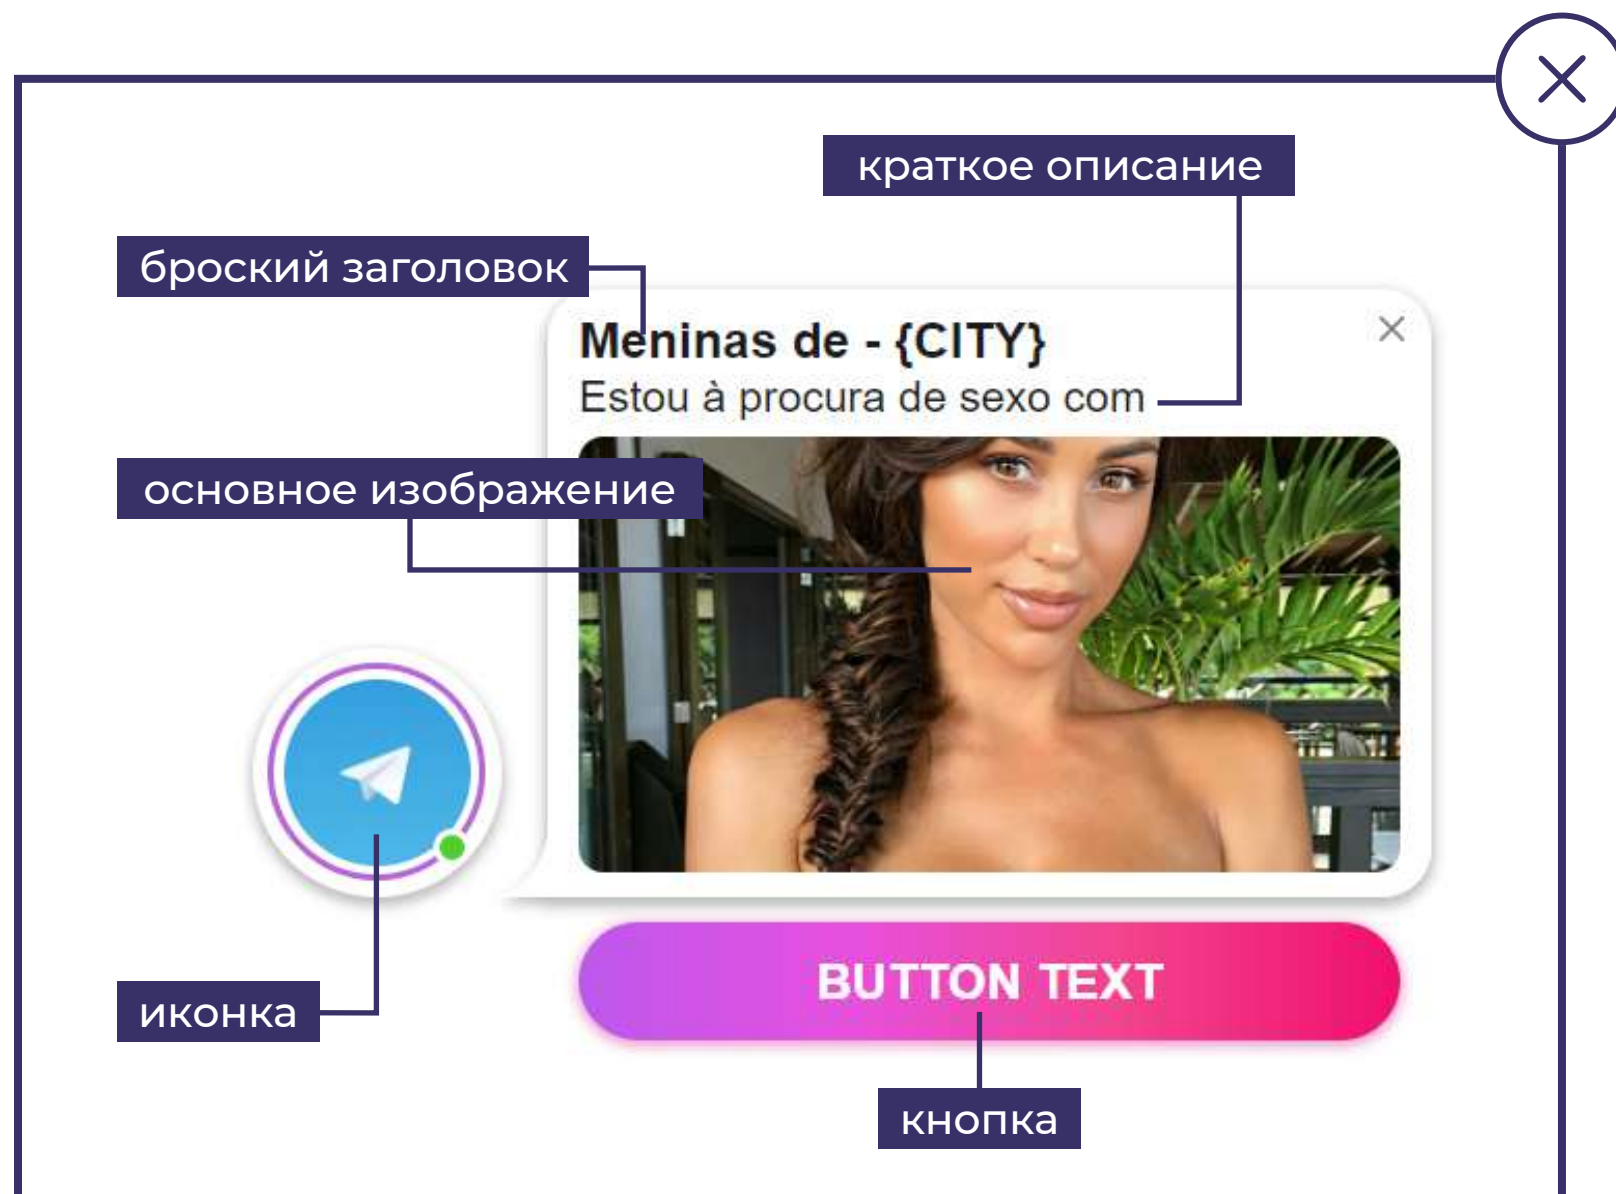 краткое описание
броский заголовок
Meninas de - {CITY}
Estou à procura de sexo com
основное изображение
BUTTON TEXT
иконка
кнопка